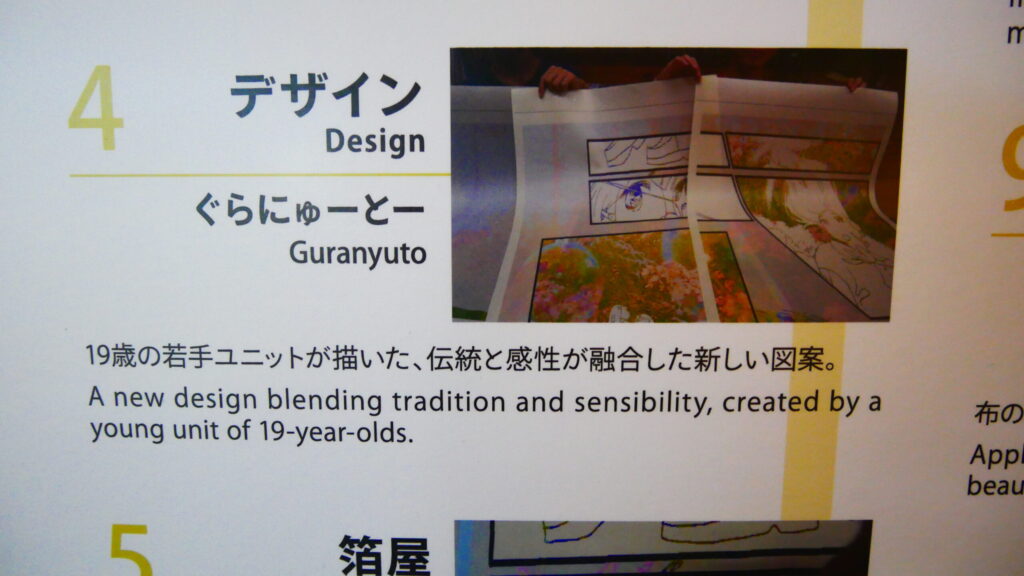 4
デザイン
Design
ぐらにゅーとー
Guranyuto
19歳の若手ユニットが描いた、伝統と感性が融合した新しい図案。
A new design blending tradition and sensibility, created by a
young unit of 19-year-olds.
5
箔屋
9
布の
Appl
beau